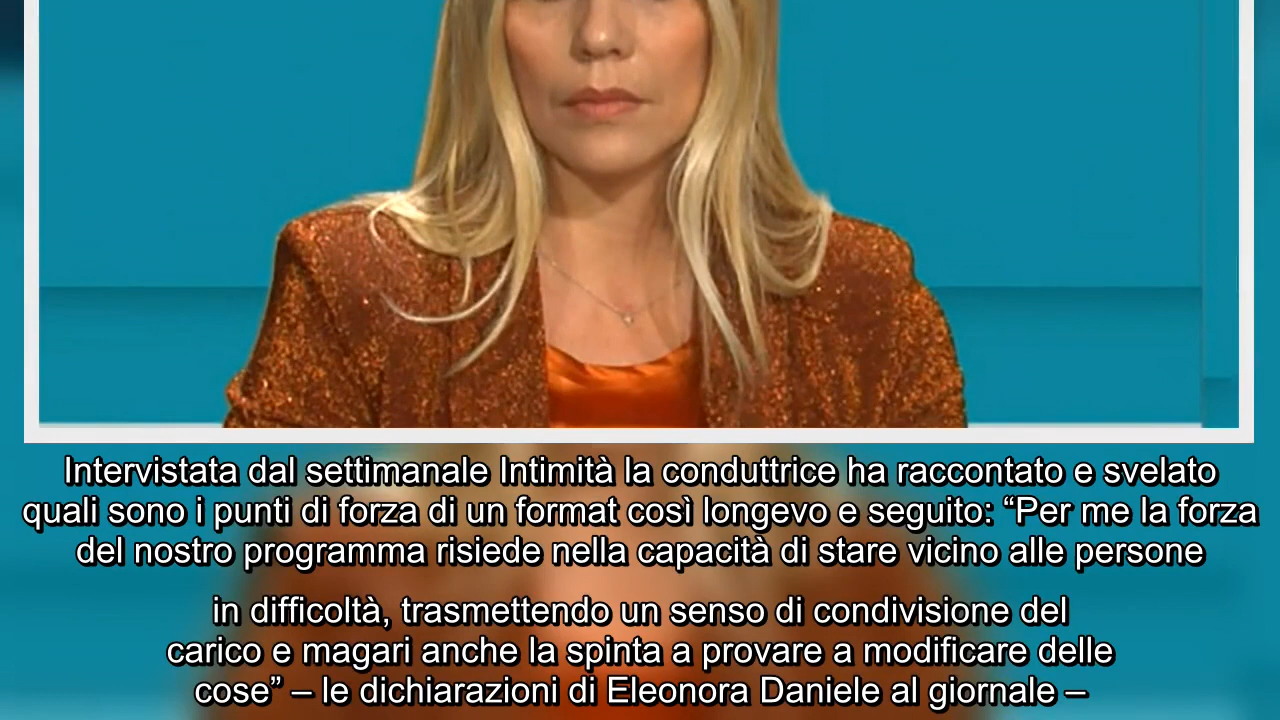 Intervistata dal settimanale Intimità la conduttrice ha raccontato e svelato
quali sono i punti di forza di un format così longevo e seguito: “Per me la forza
del nostro programma risiede nella capacità di stare vicino alle persone
in difficoltà, trasmettendo un senso di condivisione del
carico e magari anche la spinta a provare a modificare delle
cose” – le dichiarazioni di Eleonora Daniele al giornale –